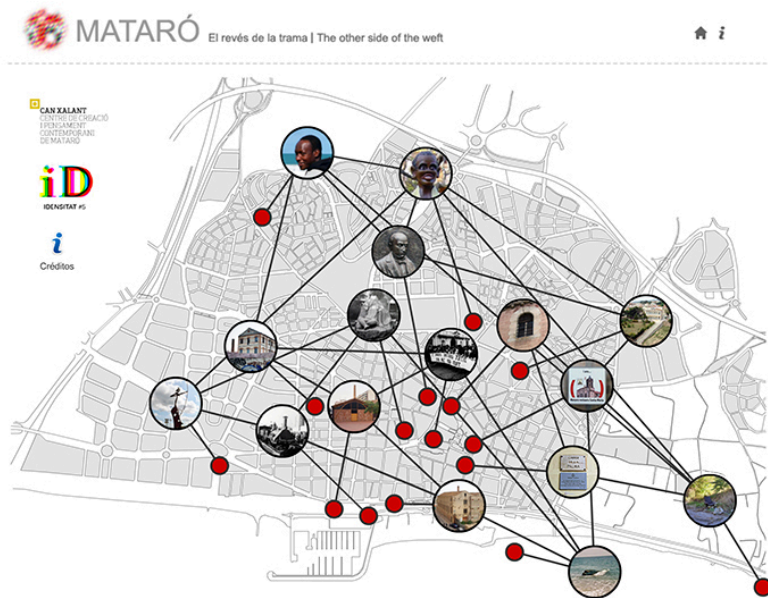 MATARÓ El revés de la trama | The other side of the weft
CAN XALANT
CENTRE DE CREACIÓ
I PENSAMENT
CONTEMPORANI
DE MATARÓ
iD
IDENSITAT #5
i
Créditos